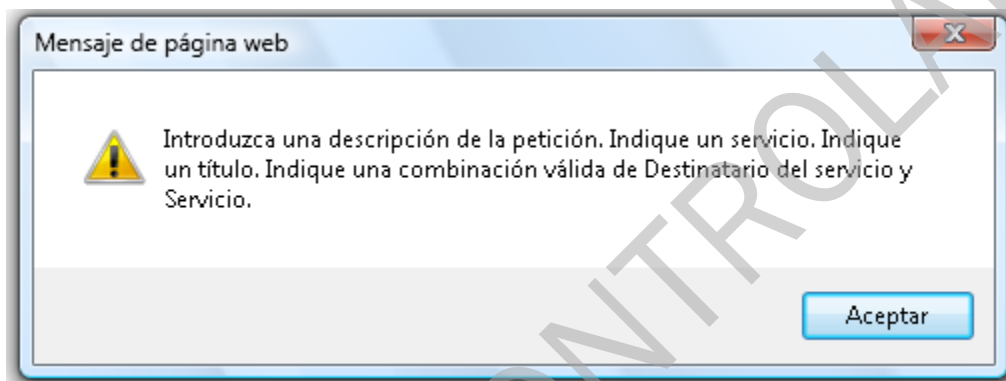 Mensaje de página web
Introduzca una descripción de la petición. Indique un servicio. Indique
un título. Indique una combinación válida de Destinatario del servicio y
Servicio.
Aceptar